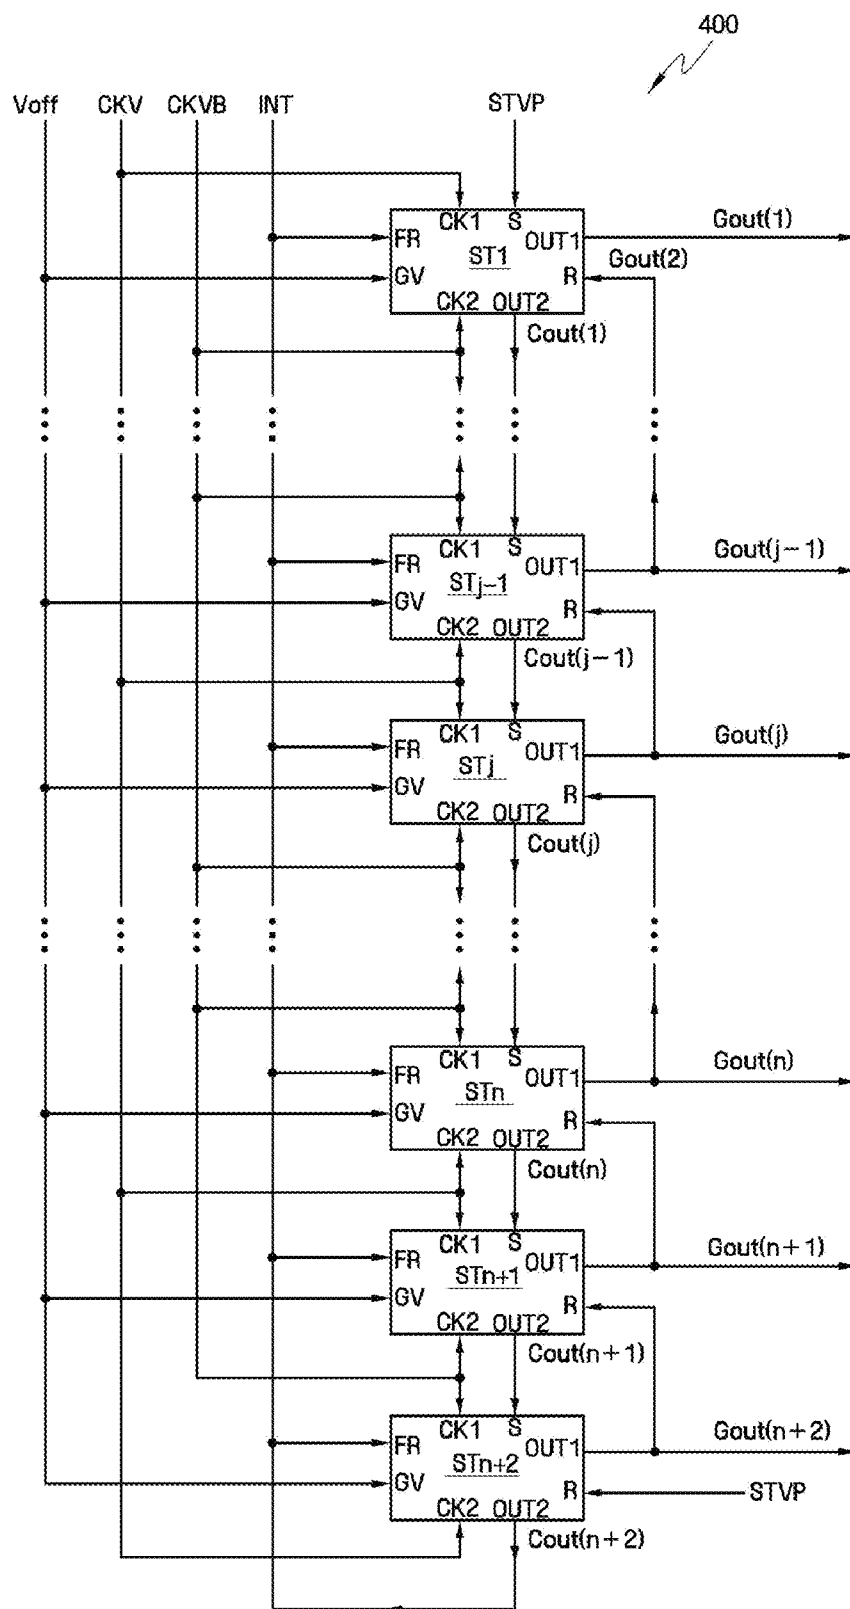 400
Voff CKV CKVB INT STVP
CK1 S
FR OUT1 Gout(1)
ST1 Gout(2)
GV R
CK2 OUT2
Cout(1)
CK1 S
FR OUT1 Gout(j-1)
STj-1
GV R
CK2 OUT2
Cout(j-1)
CK1 S
FR OUT1 Gout(j)
STj
GV R
CK2 OUT2
Cout(j)
CK1 S
FR OUT1 Gout(n)
STn
GV R
CK2 OUT2
Cout(n)
CK1 S
FR OUT1 Gout(n+1)
STn+1
GV R
CK2 OUT2
Cout(n+1)
CK1 S
FR OUT1 Gout(n+2)
STn+2
GV R STVP
CK2 OUT2
Cout(n+2)